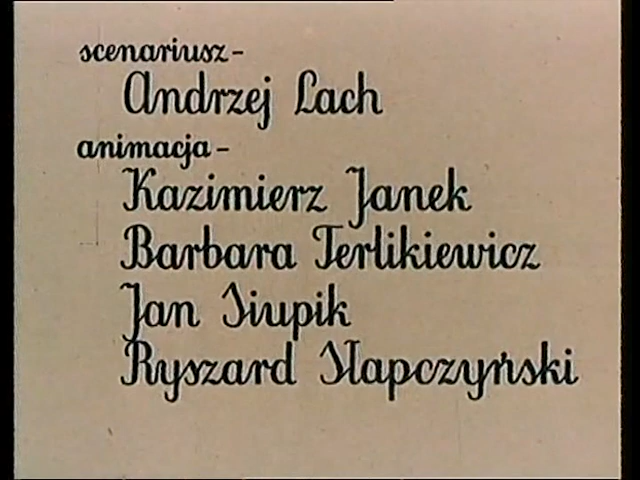 scenariusz-
Andrzej Lach
animacja-
Kazimierz Janek
Barbara Terlikiewicz
Jan Siupik
Ryszard Słapczyński